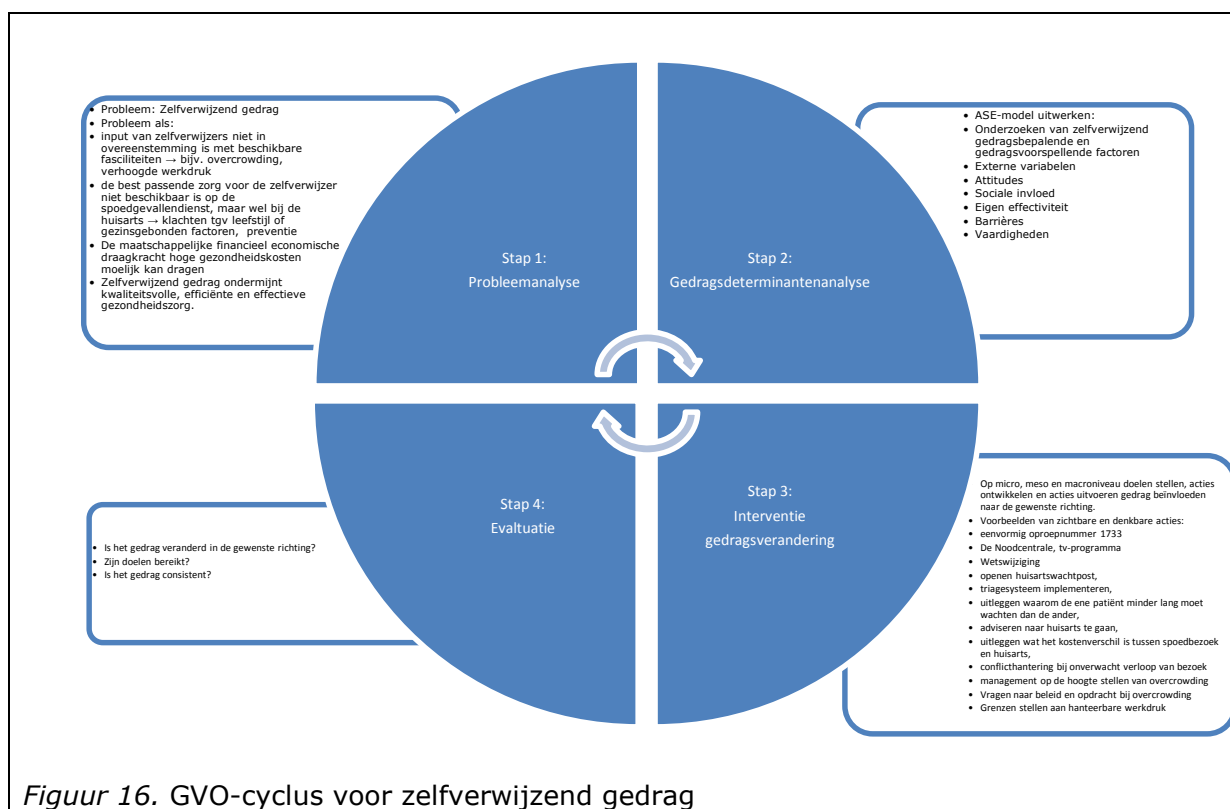 • Probleem: Zelfverwijzend gedrag
• Probleem als:
• input van zelfverwijzers niet in
overeenstemming is met beschikbare
fasciliteiten → bijv. overcrowding,
verhoogde werkdruk
• de best passende zorg voor de zelfverwijzer
niet beschikbaar is op de
spoedgevallendienst, maar wel bij de
huisarts → klachten tgv leefstijl of
gezinsgebonden factoren, preventie
• De maatschappelijke financieel economische
draagkracht hoge gezondheidskosten
moelijk kan dragen
• Zelfverwijzend gedrag ondermijnt
kwaliteitsvolle, efficiënte en effectieve
gezondheidszorg.
Stap 1:
Probleemanalyse
Stap 2:
Gedragsdeterminantenanalyse
• ASE-model uitwerken:
• Onderzoeken van zelfverwijzend
gedragsbepalende en
gedragsvoorspellende factoren
• Externe variabelen
• Attitudes
• Sociale invloed
• Eigen effectiviteit
• Barrières
• Vaardigheden
Stap 3:
Interventie
gedragsverandering
Op micro, meso en macroniveau doelen stellen, acties
ontwikkelen en acties uitvoeren gedrag beïnvloeden
naar de gewenste richting.
• Voorbeelden van zichtbare en denkbare acties:
• eenvormig oproepnummer 1733
• De Noodcentrale, tv-programma
• Wetswijziging
• openen huisartswachtpost,
• triagesysteem implementeren,
• uitleggen waarom de ene patiënt minder lang moet
wachten dan de ander,
• adviseren naar huisarts te gaan,
• uitleggen wat het kostenverschil is tussen spoedbezoek
en huisarts,
• conflicthantering bij onverwacht verloop van bezoek
• management op de hoogte stellen van overcrowding
• Vragen naar beleid en opdracht bij overcrowding
• Grenzen stellen aan hanteerbare werkdruk
Stap 4:
Evaltuatie
• Is het gedrag veranderd in de gewenste richting?
• Zijn doelen bereikt?
• Is het gedrag consistent?
Figuur 16. GVO-cyclus voor zelfverwijzend gedrag